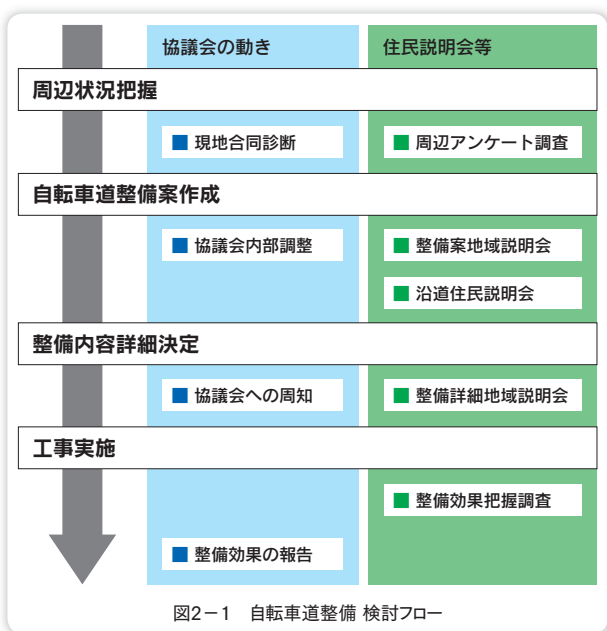 協議会の動き
住民説明会等
周辺状況把握
■ 現地合同診断
■ 周辺アンケート調査
自転車道整備案作成
■ 協議会内部調整
■ 整備案地域説明会
■ 沿道住民説明会
整備内容詳細決定
■ 協議会への周知
■ 整備詳細地域説明会
工事実施
■ 整備効果把握調査
■ 整備効果の報告
図2－1　自転車道整備 検討フロー